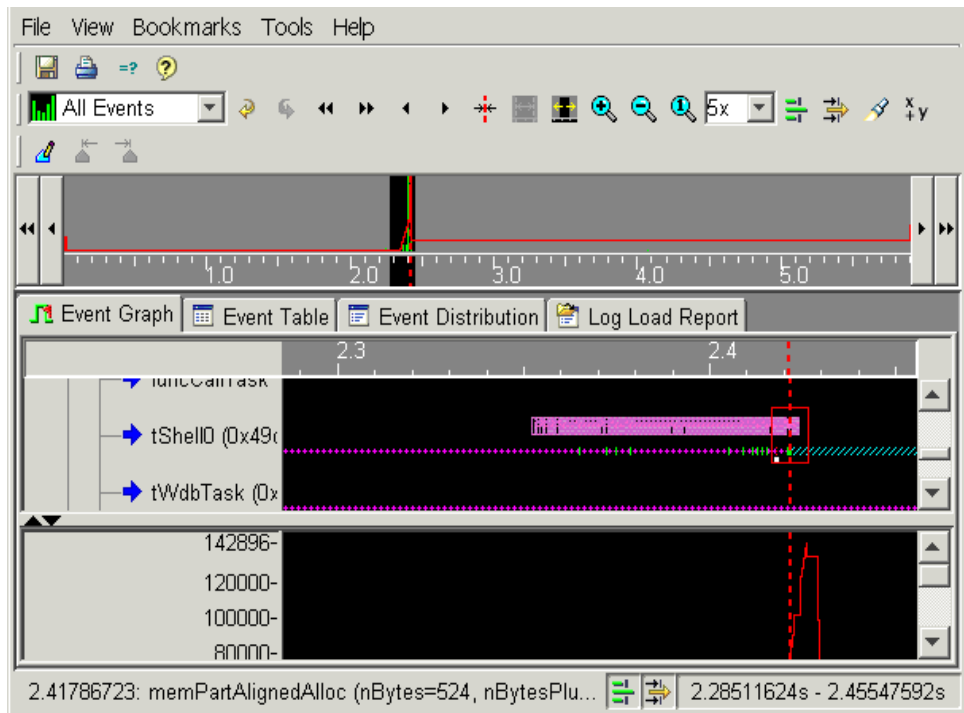 File View Bookmarks Tools Help
=? ?
All Events 1 5x x+y
1.0 2.0 3.0 4.0 5.0
Event Graph Event Table Event Distribution Log Load Report
2.3 2.4
funcCallTask
tShell0 (0x49
tWdbTask (0x
142896-
120000-
100000-
80000-
2.41786723: memPartAlignedAlloc (nBytes=524, nBytesPlu... 2.28511624s - 2.45547592s